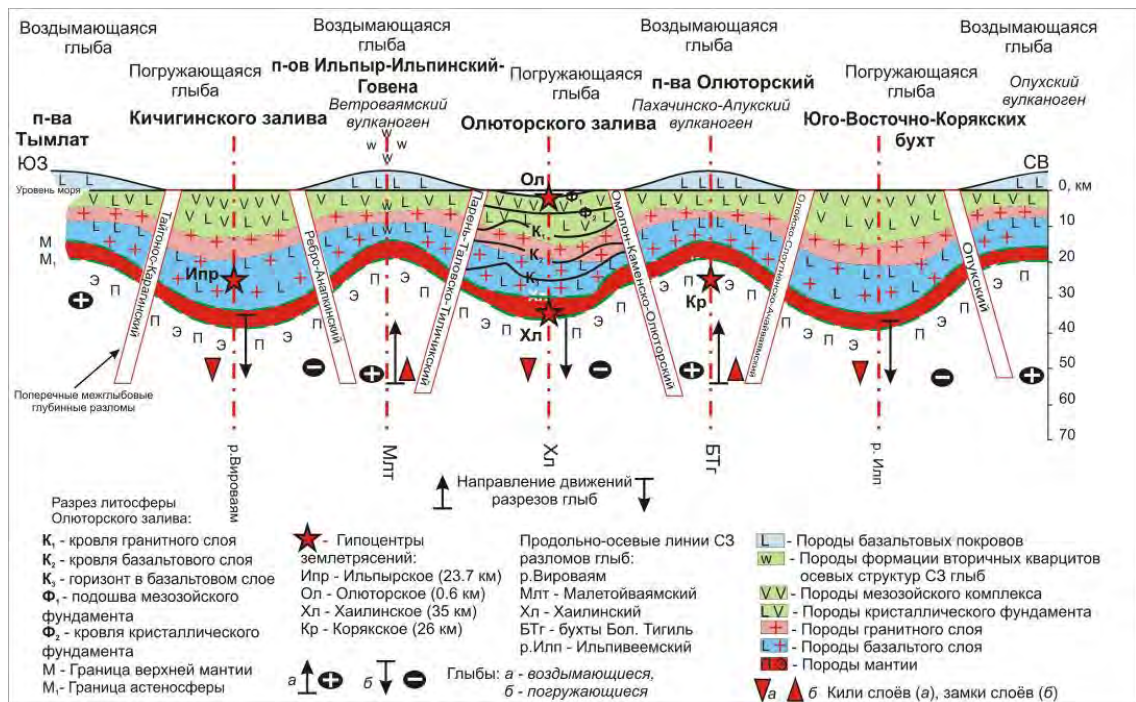 Воздымающаяся
глыба
Воздымающаяся
глыба
Воздымающаяся
глыба
Воздымающаяся
глыба
Погружающаяся
глыба
п-ов Ильпыр-Ильпинский-
Говена
Погружающаяся
глыба
п-ва Олюторский
Погружающаяся
глыба
Опухский
вулканоген
п-ва
Тымлат
Кичигинского залива
Ветроваямский
вулканоген
Олюторского залива
Пахачинско-Апукский
вулканоген
Юго-Восточно-Корякских
бухт
ЮЗ
СВ
Уровень моря
0, км
10
20
30
40
50
60
70
М
М₁
Тайгонос-Карагинский
Ребро-Анапкинский
Парень-Таловско-Тиличикский
Омолон-Каменско-Олюторский
Опукский
Ипр
Ол
Ф₁
Ф₂
К₁
К₂
К₃
Хл
Кр
Э П Э П
Поперечные межглыбовые
глубинные разломы
р.Вироваям
Млт
Хл
БТг
р. Илп
Направление движений
разрезов глыб
Разрез литосферы
Олюторского залива:
К₁ - кровля гранитного слоя
К₂ - кровля базальтового слоя
К₃ - горизонт в базальтовом слое
Ф₁ - подошва мезозойского
фундамента
Ф₂ - кровля кристаллического
фундамента
М - Граница верхней мантии
М₁- Граница астеносферы
- Гипоцентры
землетрясений:
Ипр - Ильпырское (23.7 км)
Ол - Олюторское (0.6 км)
Хл - Хаилинское (35 км)
Кр - Корякское (26 км)
Продольно-осевые линии СЗ
разломов глыб:
р.Вироваям
Млт - Малетойваямский
Хл - Хаилинский
БТг - бухты Бол. Тигиль
р.Илп - Ильпивеемский
L - Породы базальтовых покровов
w - Породы формации вторичных кварцитов
осевых структур СЗ глыб
V V - Породы мезозойского комплекса
L V - Породы кристаллического фундамента
+ + - Породы гранитного слоя
L + - Породы базальтого слоя
П Э - Породы мантии
а б Глыбы: а - воздымающиеся,
б - погружающиеся
а б Кили слоёв (а), замки слоёв (б)